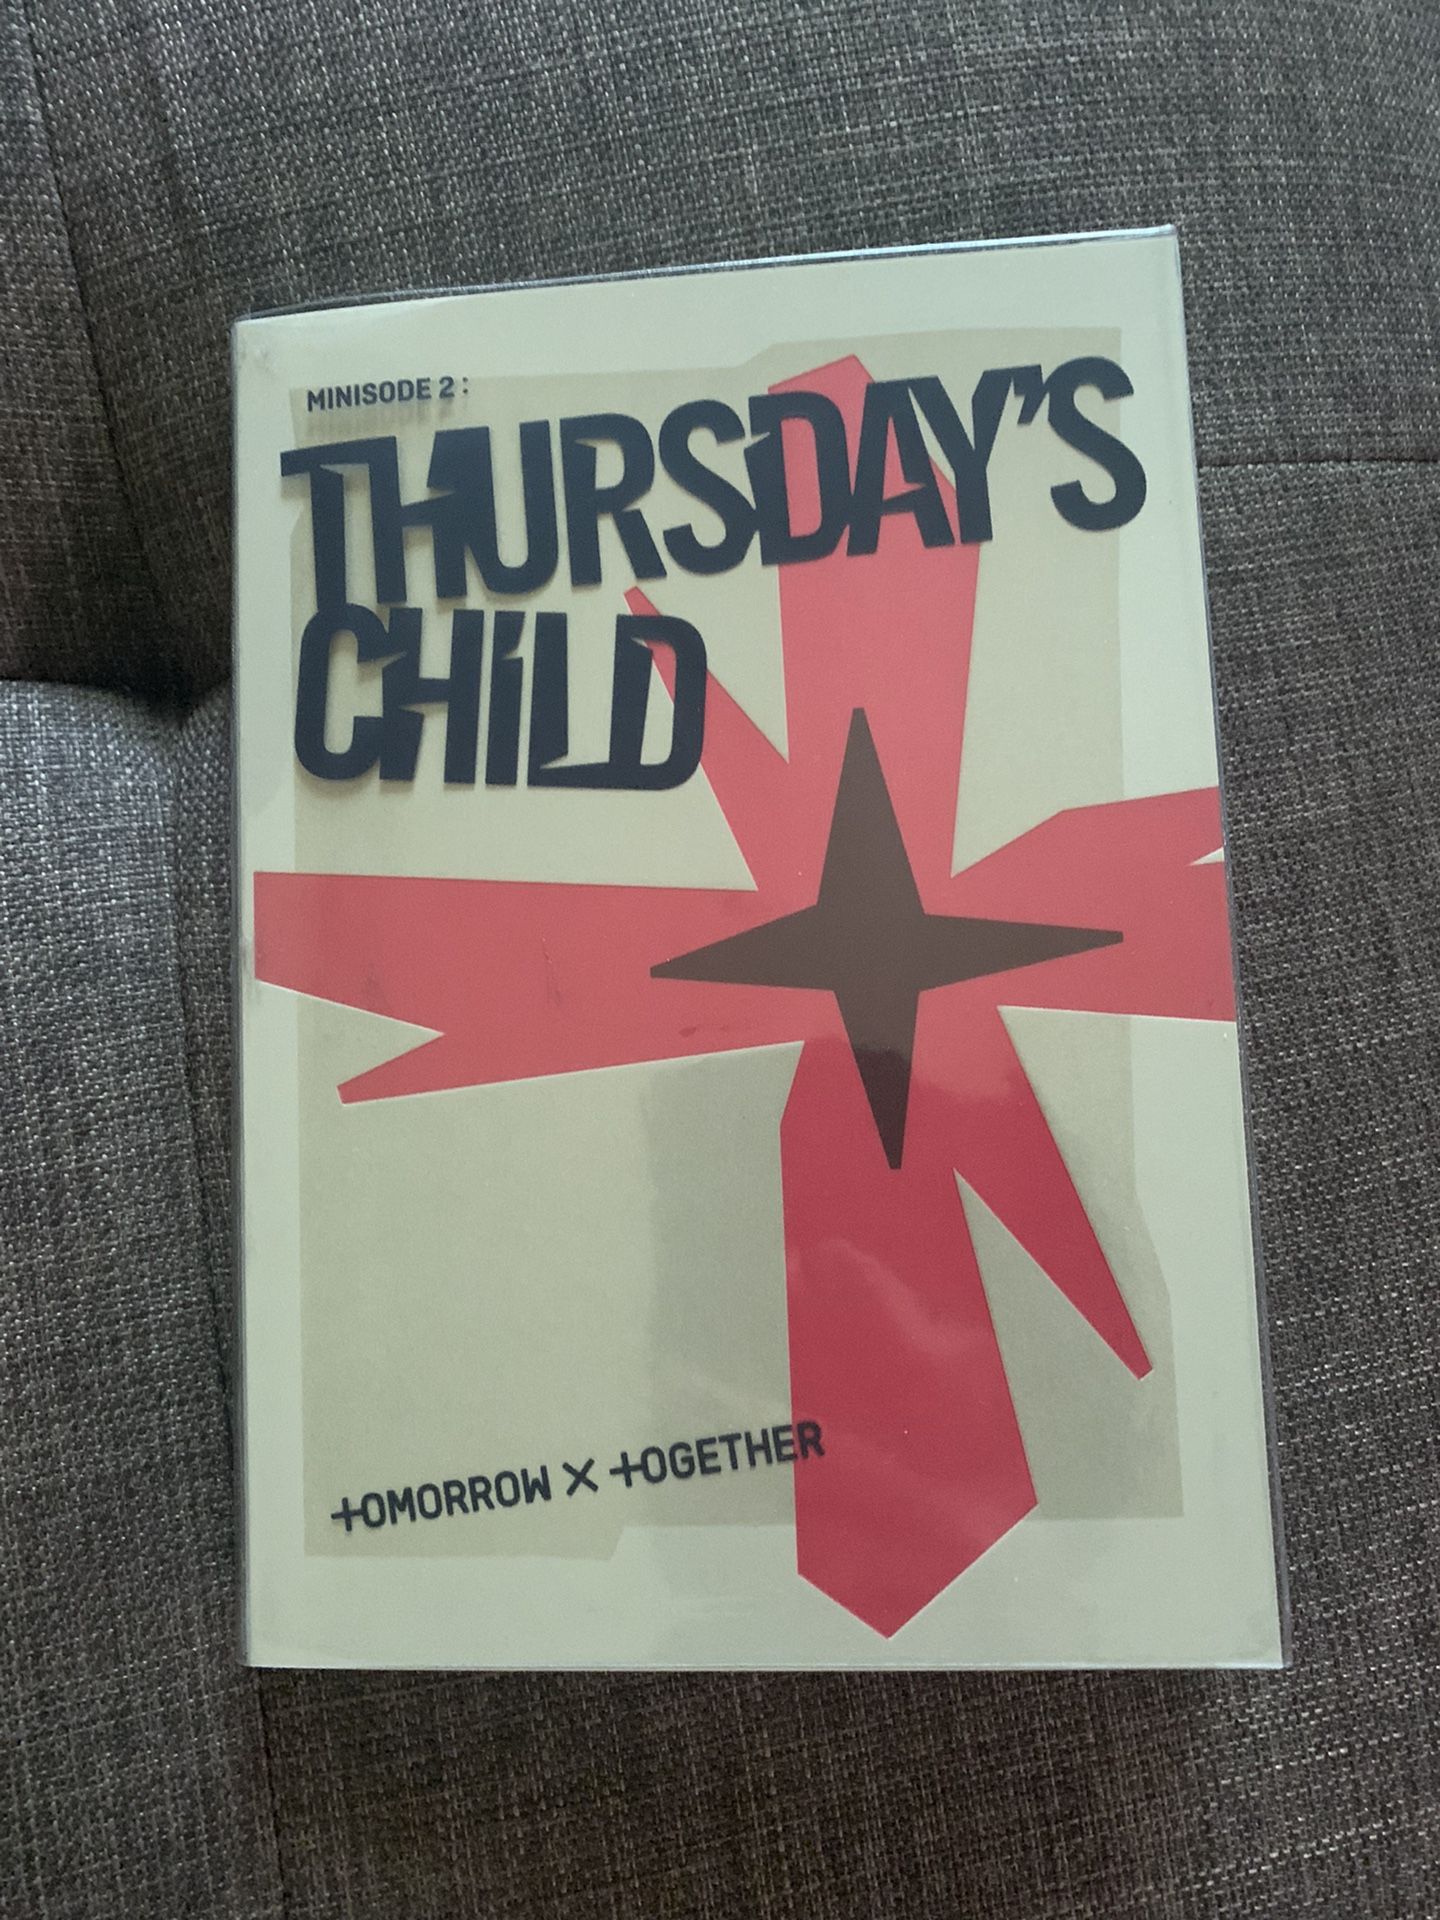 MINISODE 2:
THURSDAY'S
CHILD
TOMORROW X TOGETHER